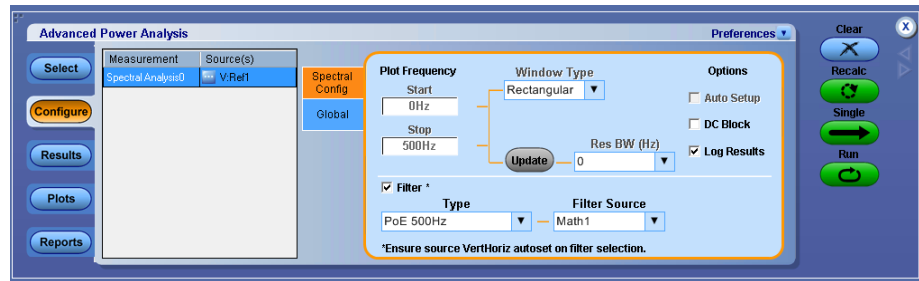 Advanced Power Analysis
Preferences
Clear
X
Select
Configure
Results
Plots
Reports
Measurement Source(s)
Spectral Analysis0 V:Ref1
Spectral Config
Global
Plot Frequency
Start
0Hz
Stop
500Hz
Window Type
Rectangular
Update
Res BW (Hz)
0
Options
Auto Setup
DC Block
Log Results
Filter *
Type
PoE 500Hz
Filter Source
Math1
*Ensure source VertHoriz autoset on filter selection.
Recalc
Single
Run